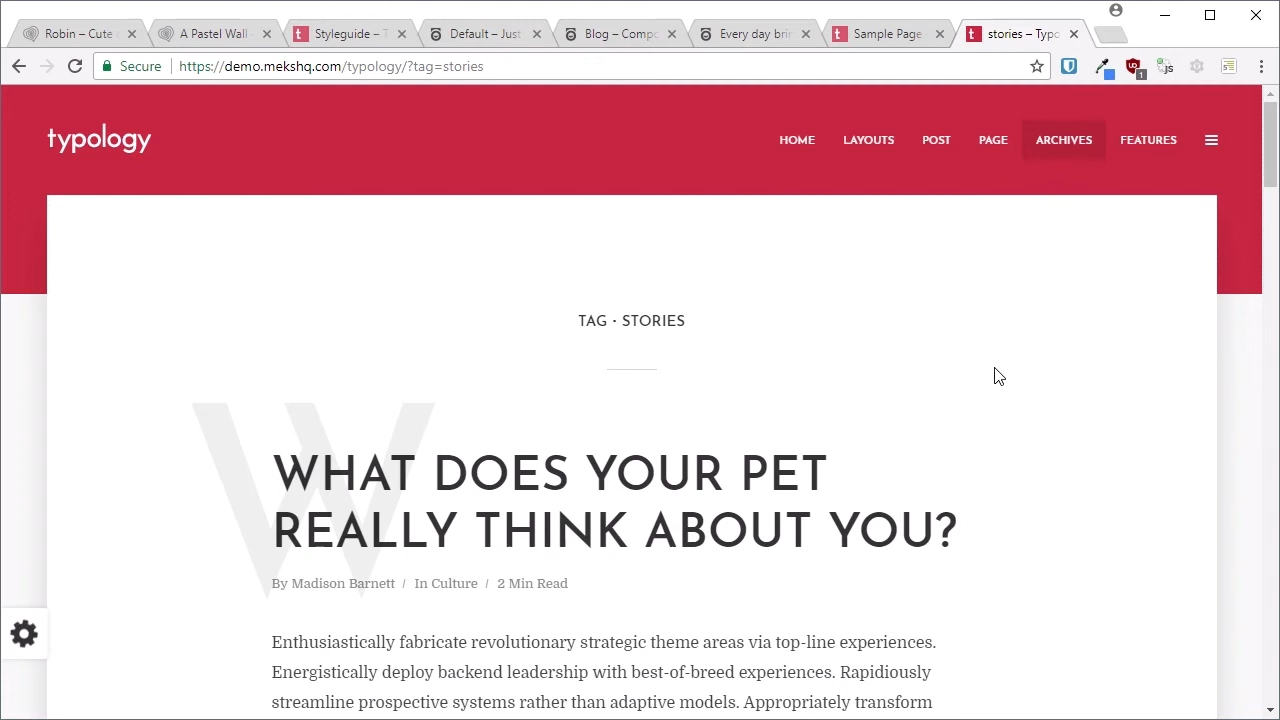 Robin – Cute
A Pastel Wall –
Styleguide – T
Default – Just
Blog – Compo
Every day brin
Sample Page
stories – Typo
Secure
https://demo.mekshq.com/typology/?tag=stories
1
js
typology
HOME
LAYOUTS
POST
PAGE
ARCHIVES
FEATURES
TAG · STORIES
W
WHAT DOES YOUR PET
REALLY THINK ABOUT YOU?
By Madison Barnett / In Culture / 2 Min Read
Enthusiastically fabricate revolutionary strategic theme areas via top-line experiences.
Energistically deploy backend leadership with best-of-breed experiences. Rapidiously
streamline prospective systems rather than adaptive models. Appropriately transform